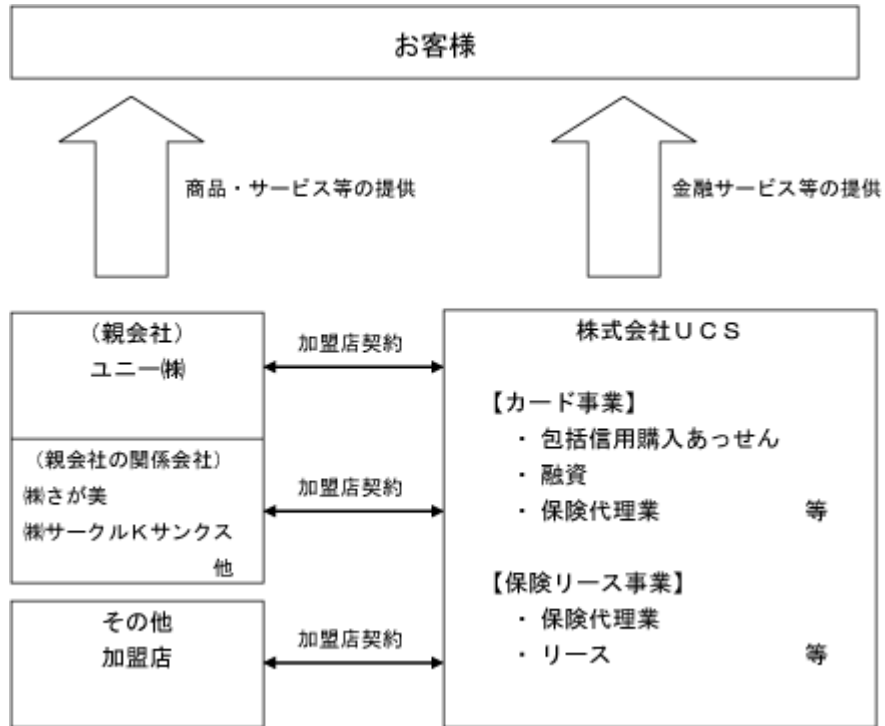 お客様
商品・サービス等の提供
金融サービス等の提供
（親会社）
ユニー㈱
加盟店契約
（親会社の関係会社）
㈱さが美
㈱サークルＫサンクス
他
加盟店契約
その他
加盟店
加盟店契約
株式会社ＵＣＳ
【カード事業】
・ 包括信用購入あっせん
・ 融資
・ 保険代理業 等
【保険リース事業】
・ 保険代理業
・ リース 等